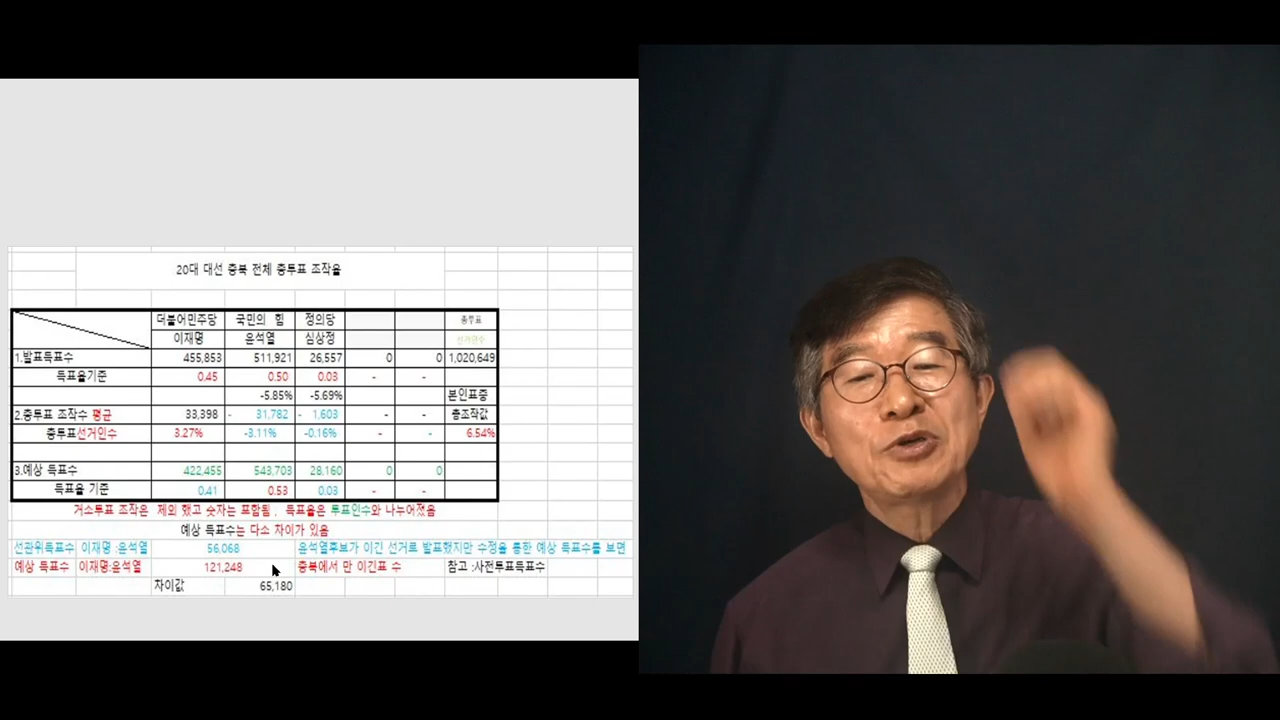 20대 대선 충북 전체 총투표 조작율
더불어민주당 국민의 힘 정의당 총투표
이재명 윤석열 심상정 선거인수
1.발표득표수 455,853 511,921 26,557 0 0 1,020,649
득표율기준 0.45 0.50 0.03 - -
-5.85% -5.69% 본인표중
2.총투표 조작수 평균 33,398 - 31,782 - 1,603 총조작값
총투표선거인수 3.27% -3.11% -0.16% - - 6.54%
3.예상 득표수 422,455 543,703 28,160 0 0
득표율 기준 0.41 0.53 0.03 - -
거소투표 조작은 제외 했고 숫자는 포함됨 . 득표율은 투표인수와 나누어졌음
예상 득표수는 다소 차이가 있음
선관위득표수 이재명 :윤석열 56,068 윤석열후보가 이긴 선거로 발표했지만 수정을 통한 예상 득표수를 보면
예상 득표수 이재명:윤석열 121,248 충북에서 만 이긴표 수 참고 :사전투표득표수
차이값 65,180